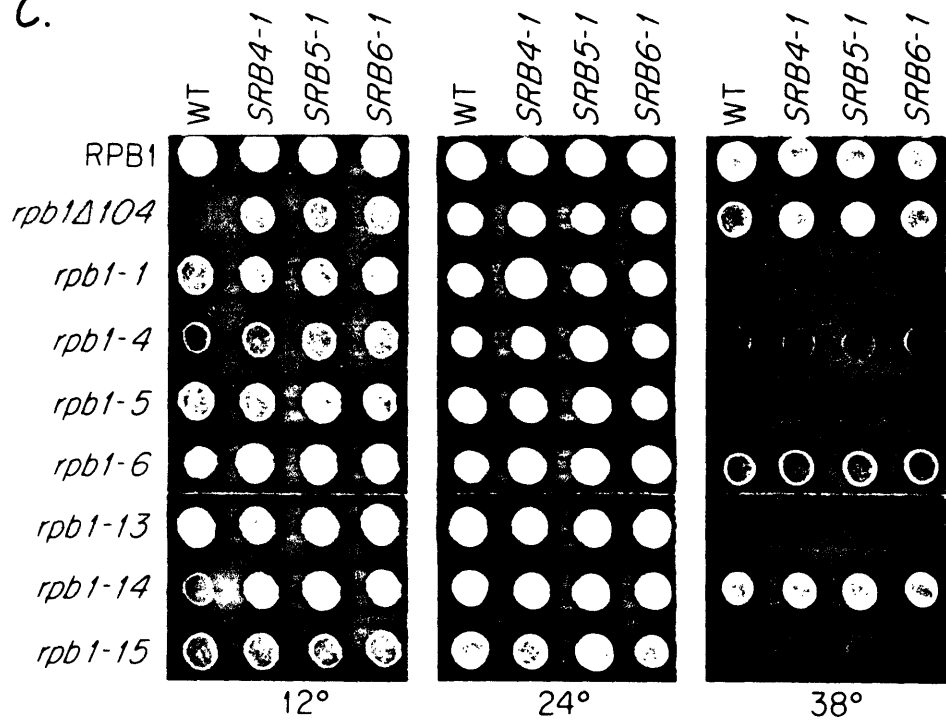 C.
WT SRB4-1 SRB5-1 SRB6-1 WT SRB4-1 SRB5-1 SRB6-1 WT SRB4-1 SRB5-1 SRB6-1
RPB1
rpb1Δ104
rpb1-1
rpb1-4
rpb1-5
rpb1-6
rpb1-13
rpb1-14
rpb1-15
12° 24° 38°